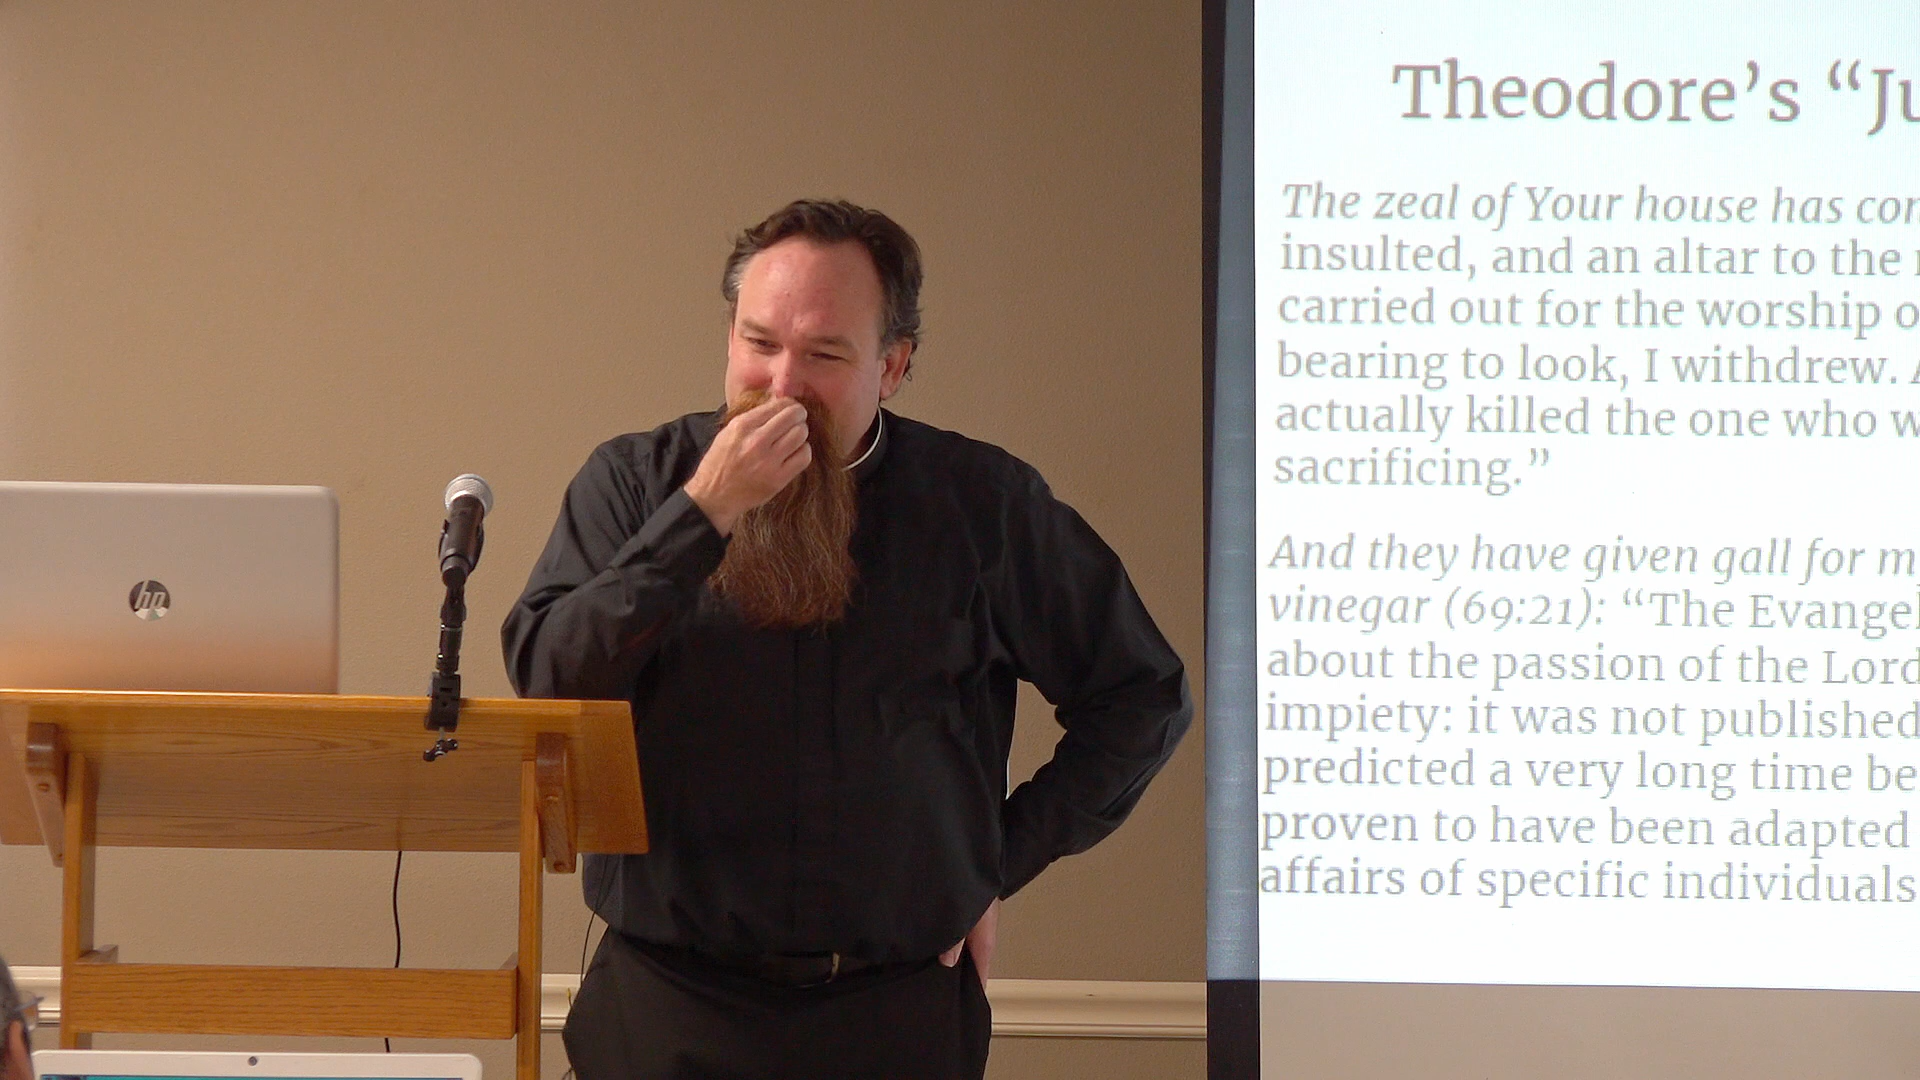 hp
Theodore's "Ju
The zeal of Your house has con
insulted, and an altar to the
carried out for the worship o
bearing to look, I withdrew.
actually killed the one who w
sacrificing."
And they have given gall for m
vinegar (69:21): "The Evangel
about the passion of the Lord
impiety: it was not published
predicted a very long time be
proven to have been adapted
affairs of specific individuals